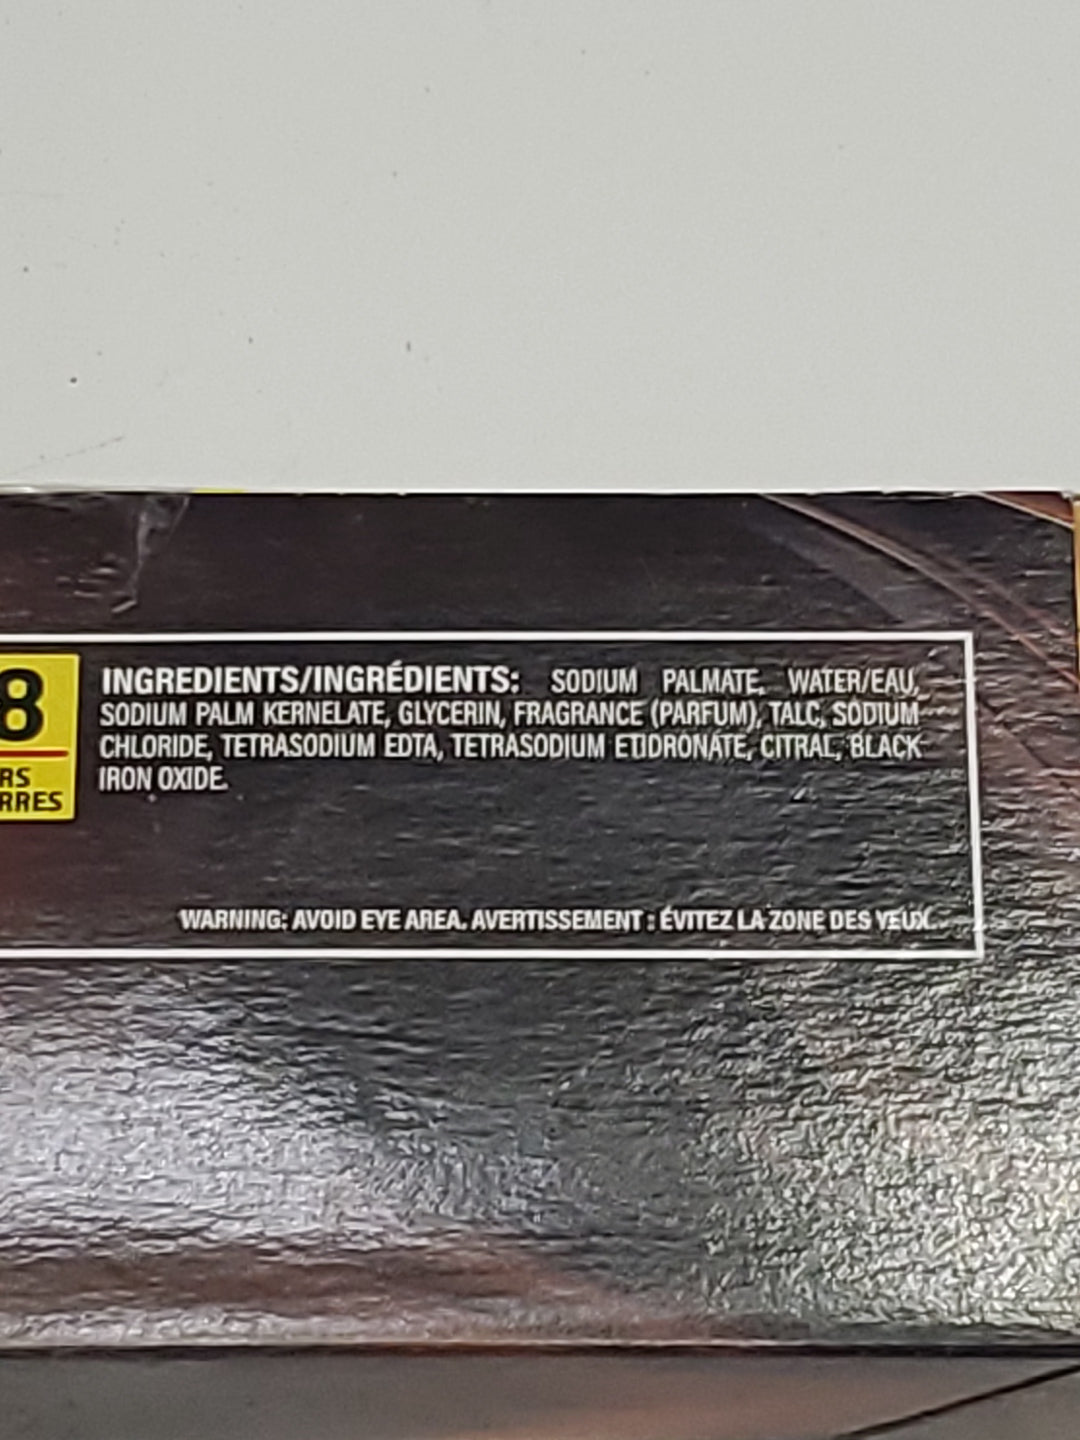 8
RS
RRES
INGREDIENTS/INGRÉDIENTS: SODIUM PALMATE, WATER/EAU,
SODIUM PALM KERNELATE, GLYCERIN, FRAGRANCE (PARFUM), TALC, SODIUM
CHLORIDE, TETRASODIUM EDTA, TETRASODIUM ETIDRONATE, CITRAL, BLACK
IRON OXIDE.
WARNING: AVOID EYE AREA. AVERTISSEMENT : ÉVITEZ LA ZONE DES YEUX.